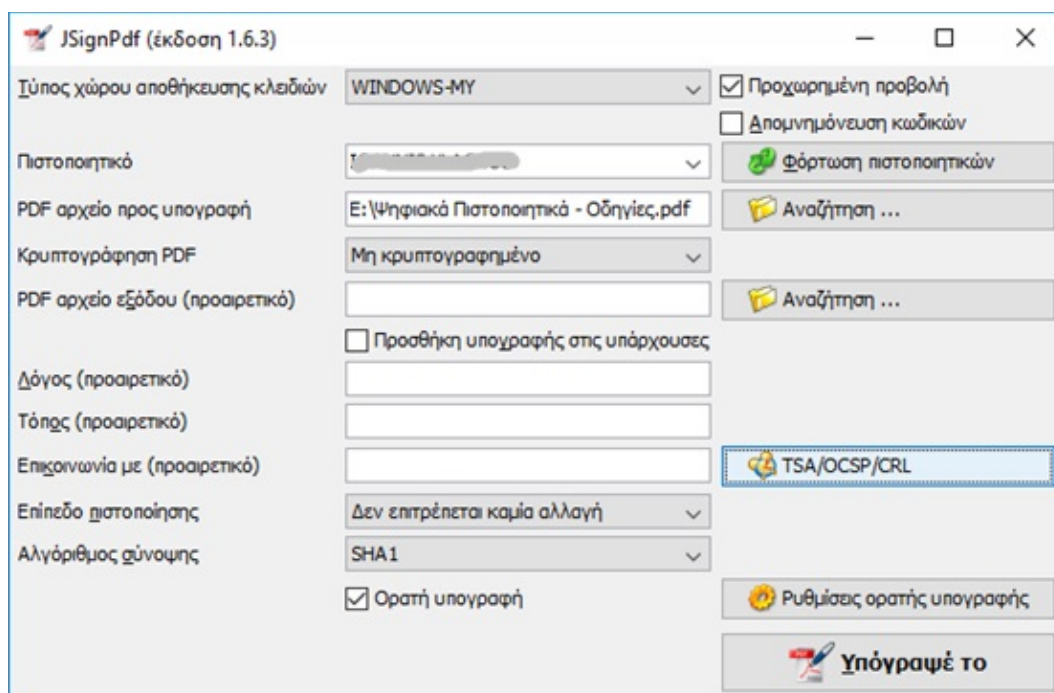 JSignPdf (έκδοση 1.6.3)
Τύπος χώρου αποθήκευσης κλειδιών WINDOWS-MY Προχωρημένη προβολή
Απομνημόνευση κωδικών
Πιστοποιητικό Φόρτωση πιστοποιητικών
PDF αρχείο προς υπογραφή E:\Ψηφιακά Πιστοποιητικά - Οδηγίες.pdf Αναζήτηση ...
Κρυπτογράφηση PDF Μη κρυπτογραφημένο
PDF αρχείο εξόδου (προαιρετικό) Αναζήτηση ...
Προσθήκη υπογραφής στις υπάρχουσες
Λόγος (προαιρετικό)
Τόπος (προαιρετικό)
Επικοινωνία με (προαιρετικό) TSA/OCSP/CRL
Επίπεδο πιστοποίησης Δεν επιτρέπεται καμία αλλαγή
Αλγόριθμος σύνοψης SHA1
Ορατή υπογραφή Ρυθμίσεις ορατής υπογραφής
Υπόγραψέ το